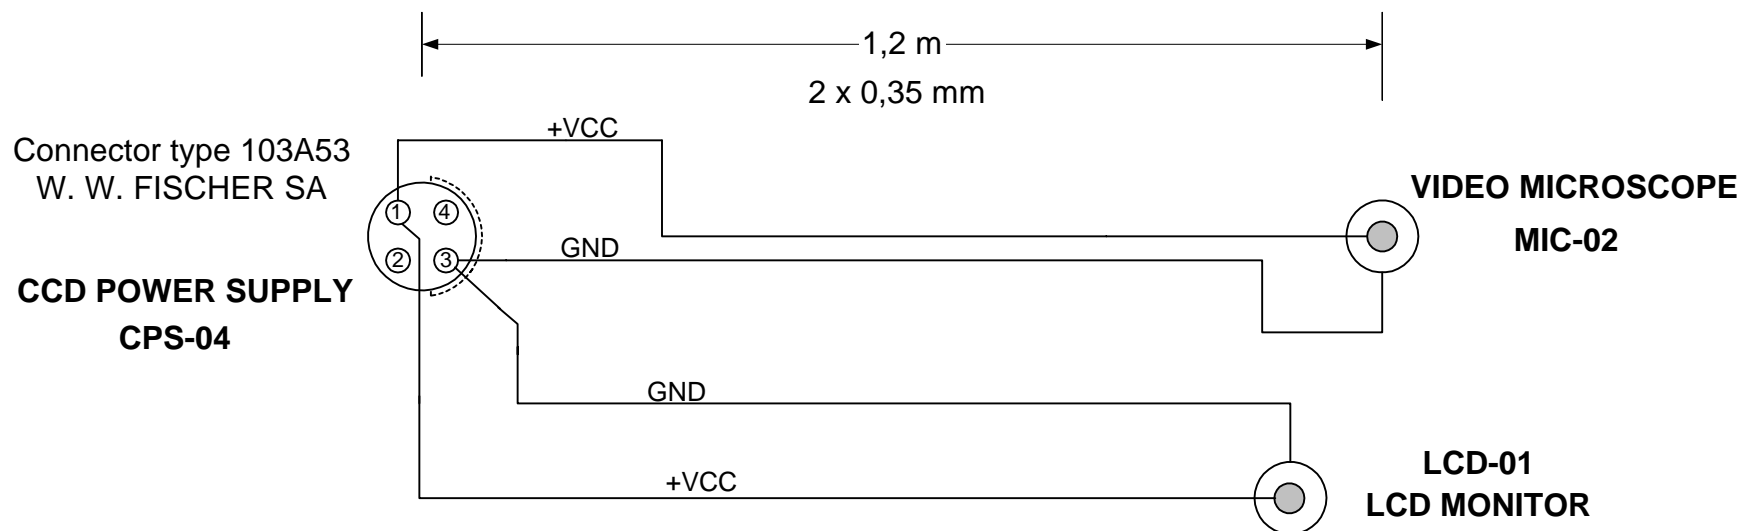 1,2 m
2 x 0,35 mm
+VCC
Connector type 103A53
W. W. FISCHER SA
1
4
2
3
GND
VIDEO MICROSCOPE
MIC-02
CCD POWER SUPPLY
CPS-04
GND
+VCC
LCD-01
LCD MONITOR